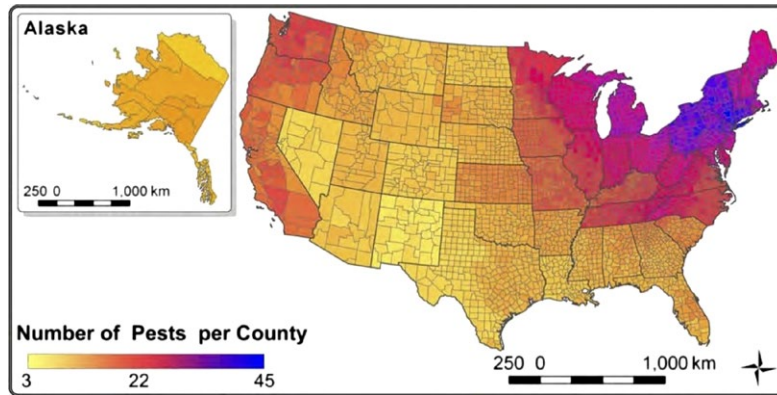 Alaska
250 0 1,000 km
Number of Pests per County
3 22 45
250 0 1,000 km